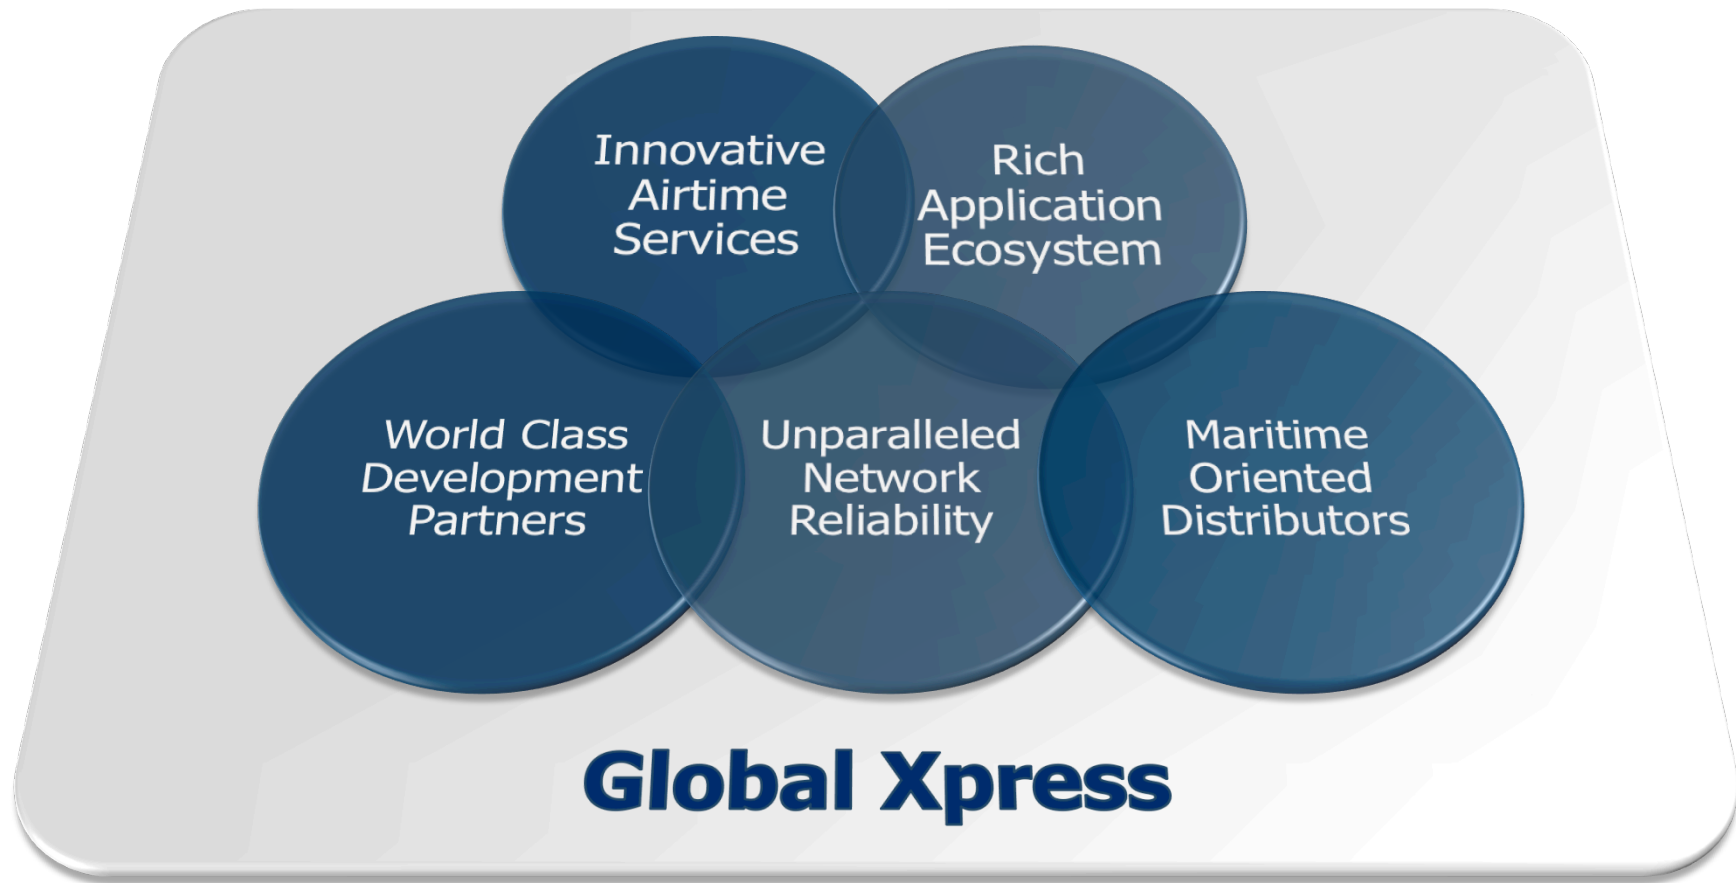 Innovative
Airtime
Services
Rich
Application
Ecosystem
World Class
Development
Partners
Unparalleled
Network
Reliability
Maritime
Oriented
Distributors
Global Xpress